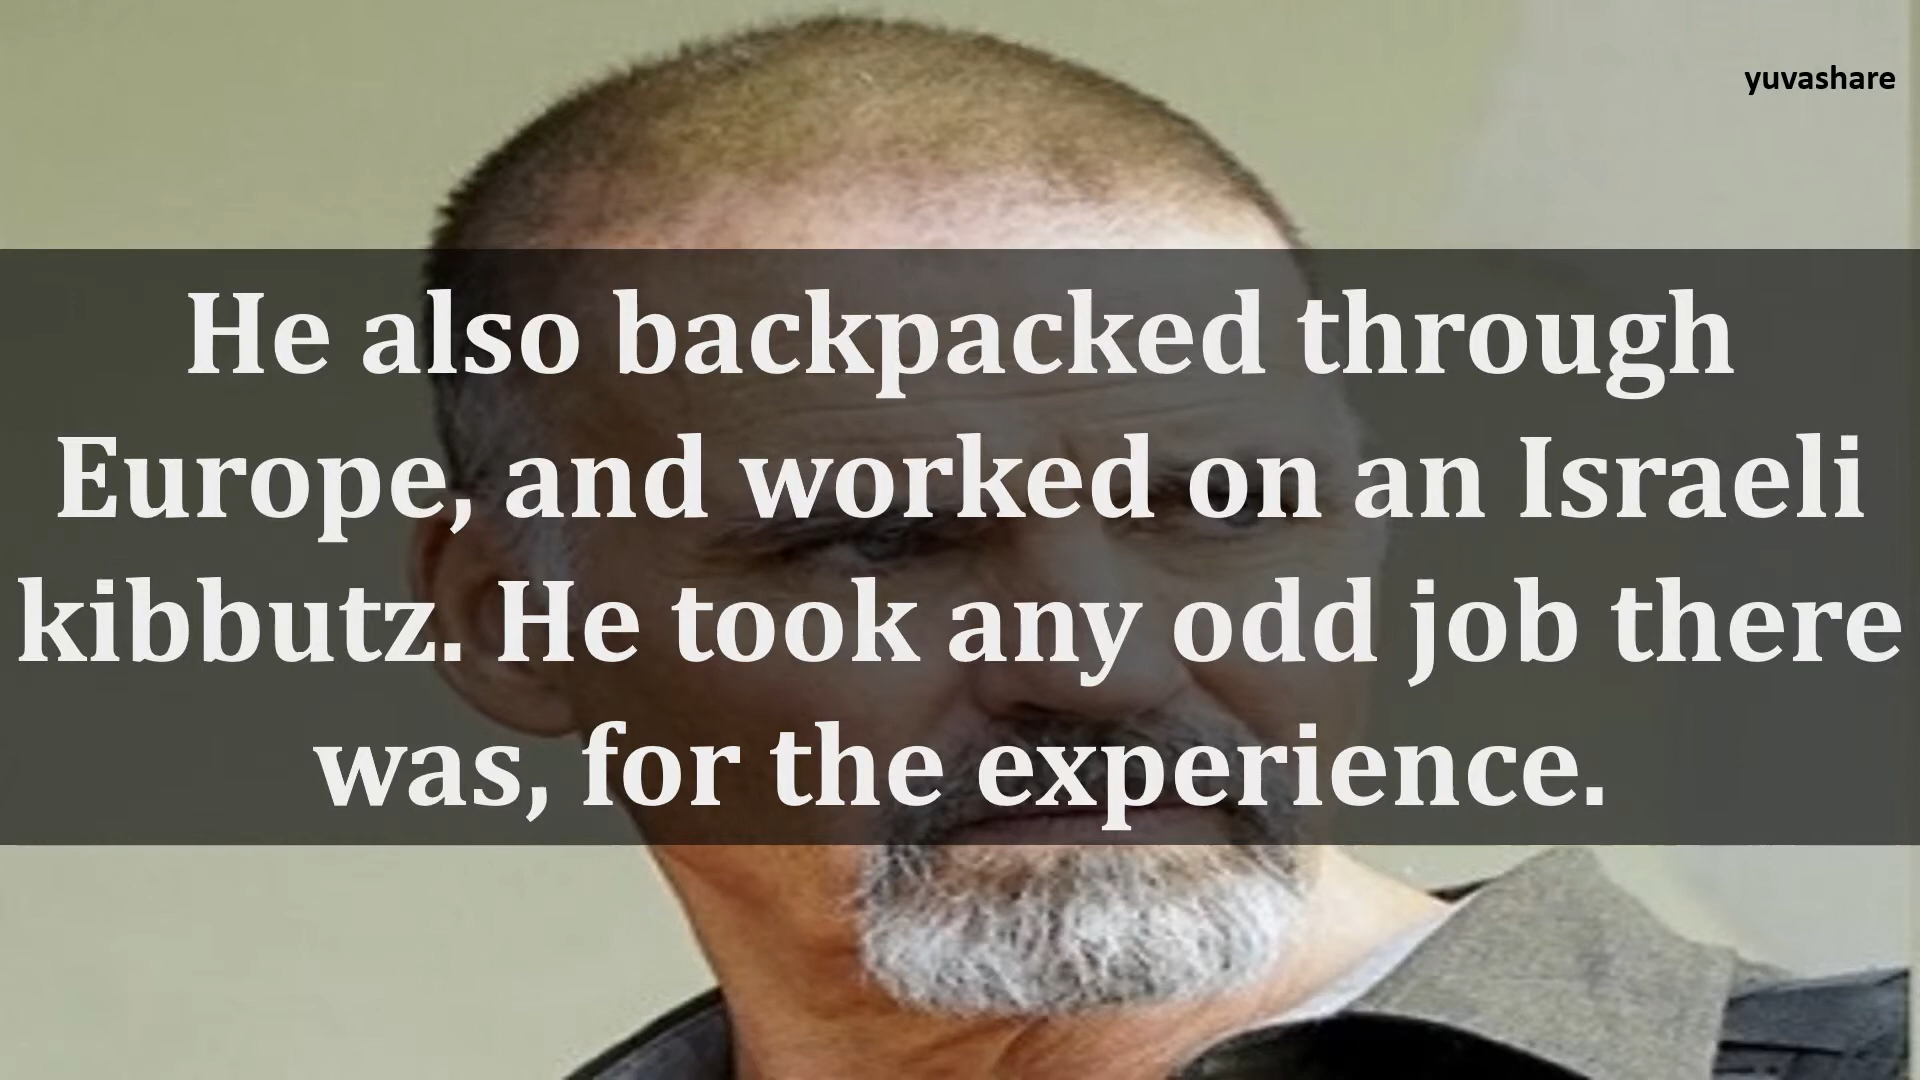 yuvashare
He also backpacked through
Europe, and worked on an Israeli
kibbutz. He took any odd job there
was, for the experience.